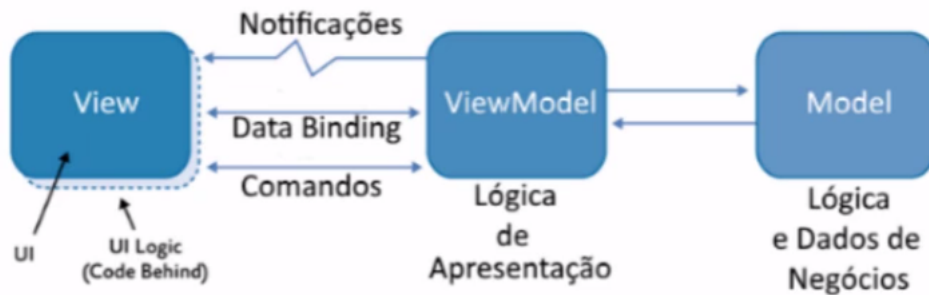 Notificações
View
ViewModel
Model
Data Binding
Comandos
UI
UI Logic
(Code Behind)
Lógica
de
Apresentação
Lógica
e Dados de
Negócios